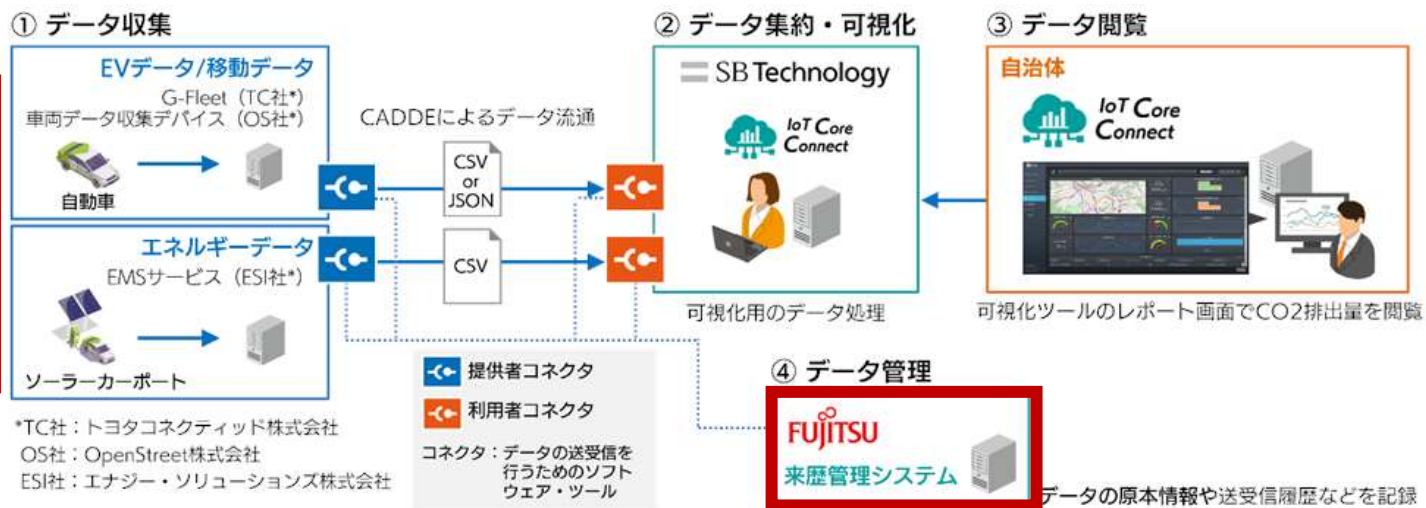 ① データ収集
EVデータ/移動データ
G-Fleet（TC社*）
車両データ収集デバイス（OS社*）
自動車
エネルギーデータ
EMSサービス（ESI社*）
ソーラーカーポート
*TC社：トヨタコネクティッド株式会社
OS社：OpenStreet株式会社
ESI社：エナジー・ソリューションズ株式会社
CADDEによるデータ流通
CSV
or
JSON
CSV
提供者コネクタ
利用者コネクタ
コネクタ：データの送受信を
行うためのソフト
ウェア・ツール
② データ集約・可視化
SB Technology
IoT Core
Connect
可視化用のデータ処理
③ データ閲覧
自治体
IoT Core
Connect
可視化ツールのレポート画面でCO2排出量を閲覧
④ データ管理
FUJITSU
来歴管理システム
データの原本情報や送受信履歴などを記録